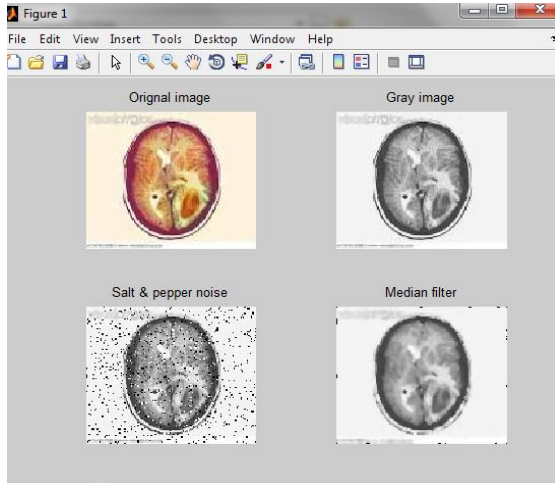 Figure 1
File Edit View Insert Tools Desktop Window Help
Orignal image
Gray image
Salt & pepper noise
Median filter